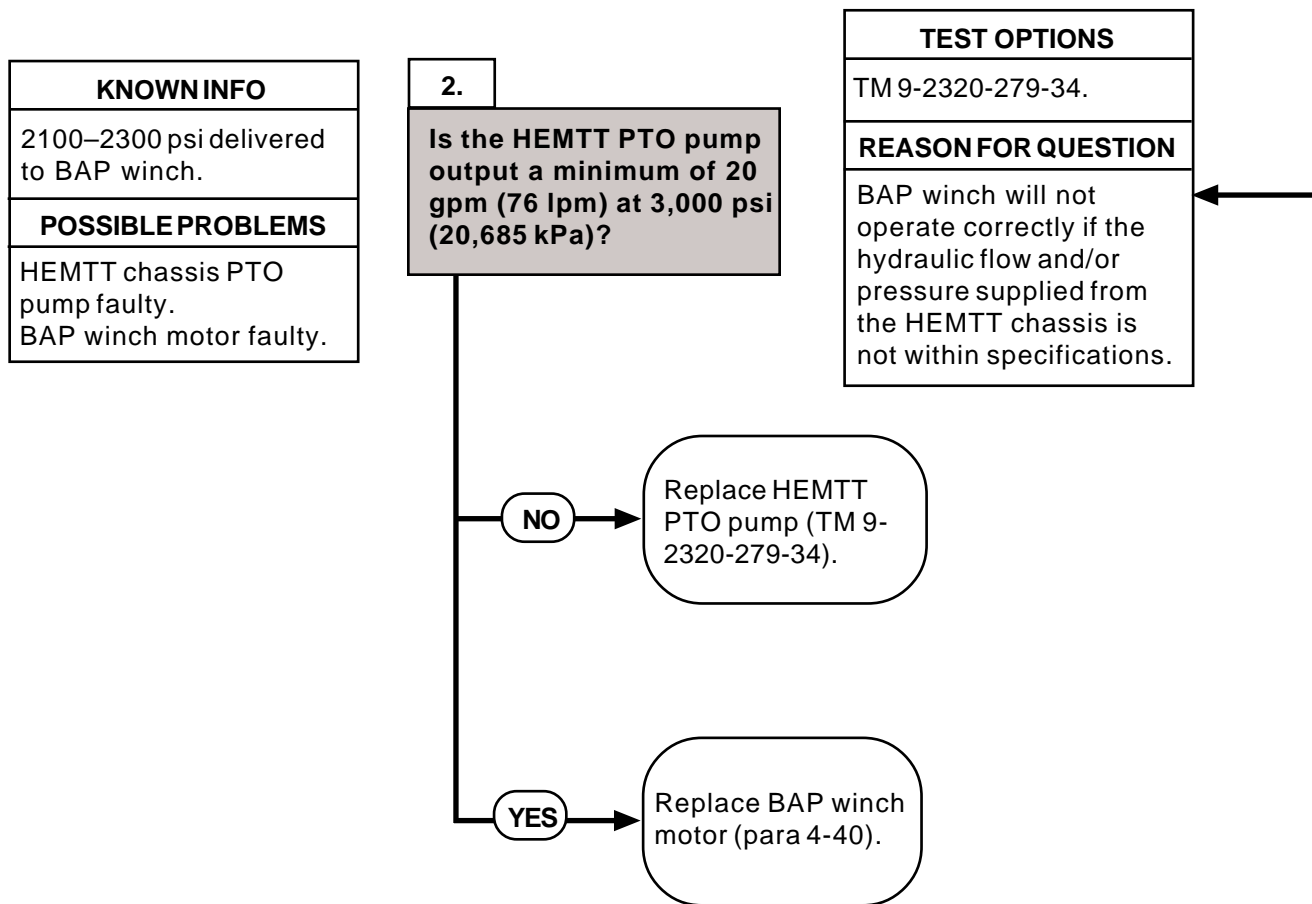 KNOWN INFO
2100–2300 psi delivered
to BAP winch.
POSSIBLE PROBLEMS
HEMTT chassis PTO
pump faulty.
BAP winch motor faulty.
2.
Is the HEMTT PTO pump
output a minimum of 20
gpm (76 lpm) at 3,000 psi
(20,685 kPa)?
TEST OPTIONS
TM 9-2320-279-34.
REASON FOR QUESTION
BAP winch will not
operate correctly if the
hydraulic flow and/or
pressure supplied from
the HEMTT chassis is
not within specifications.
NO
Replace HEMTT
PTO pump (TM 9-
2320-279-34).
YES
Replace BAP winch
motor (para 4-40).